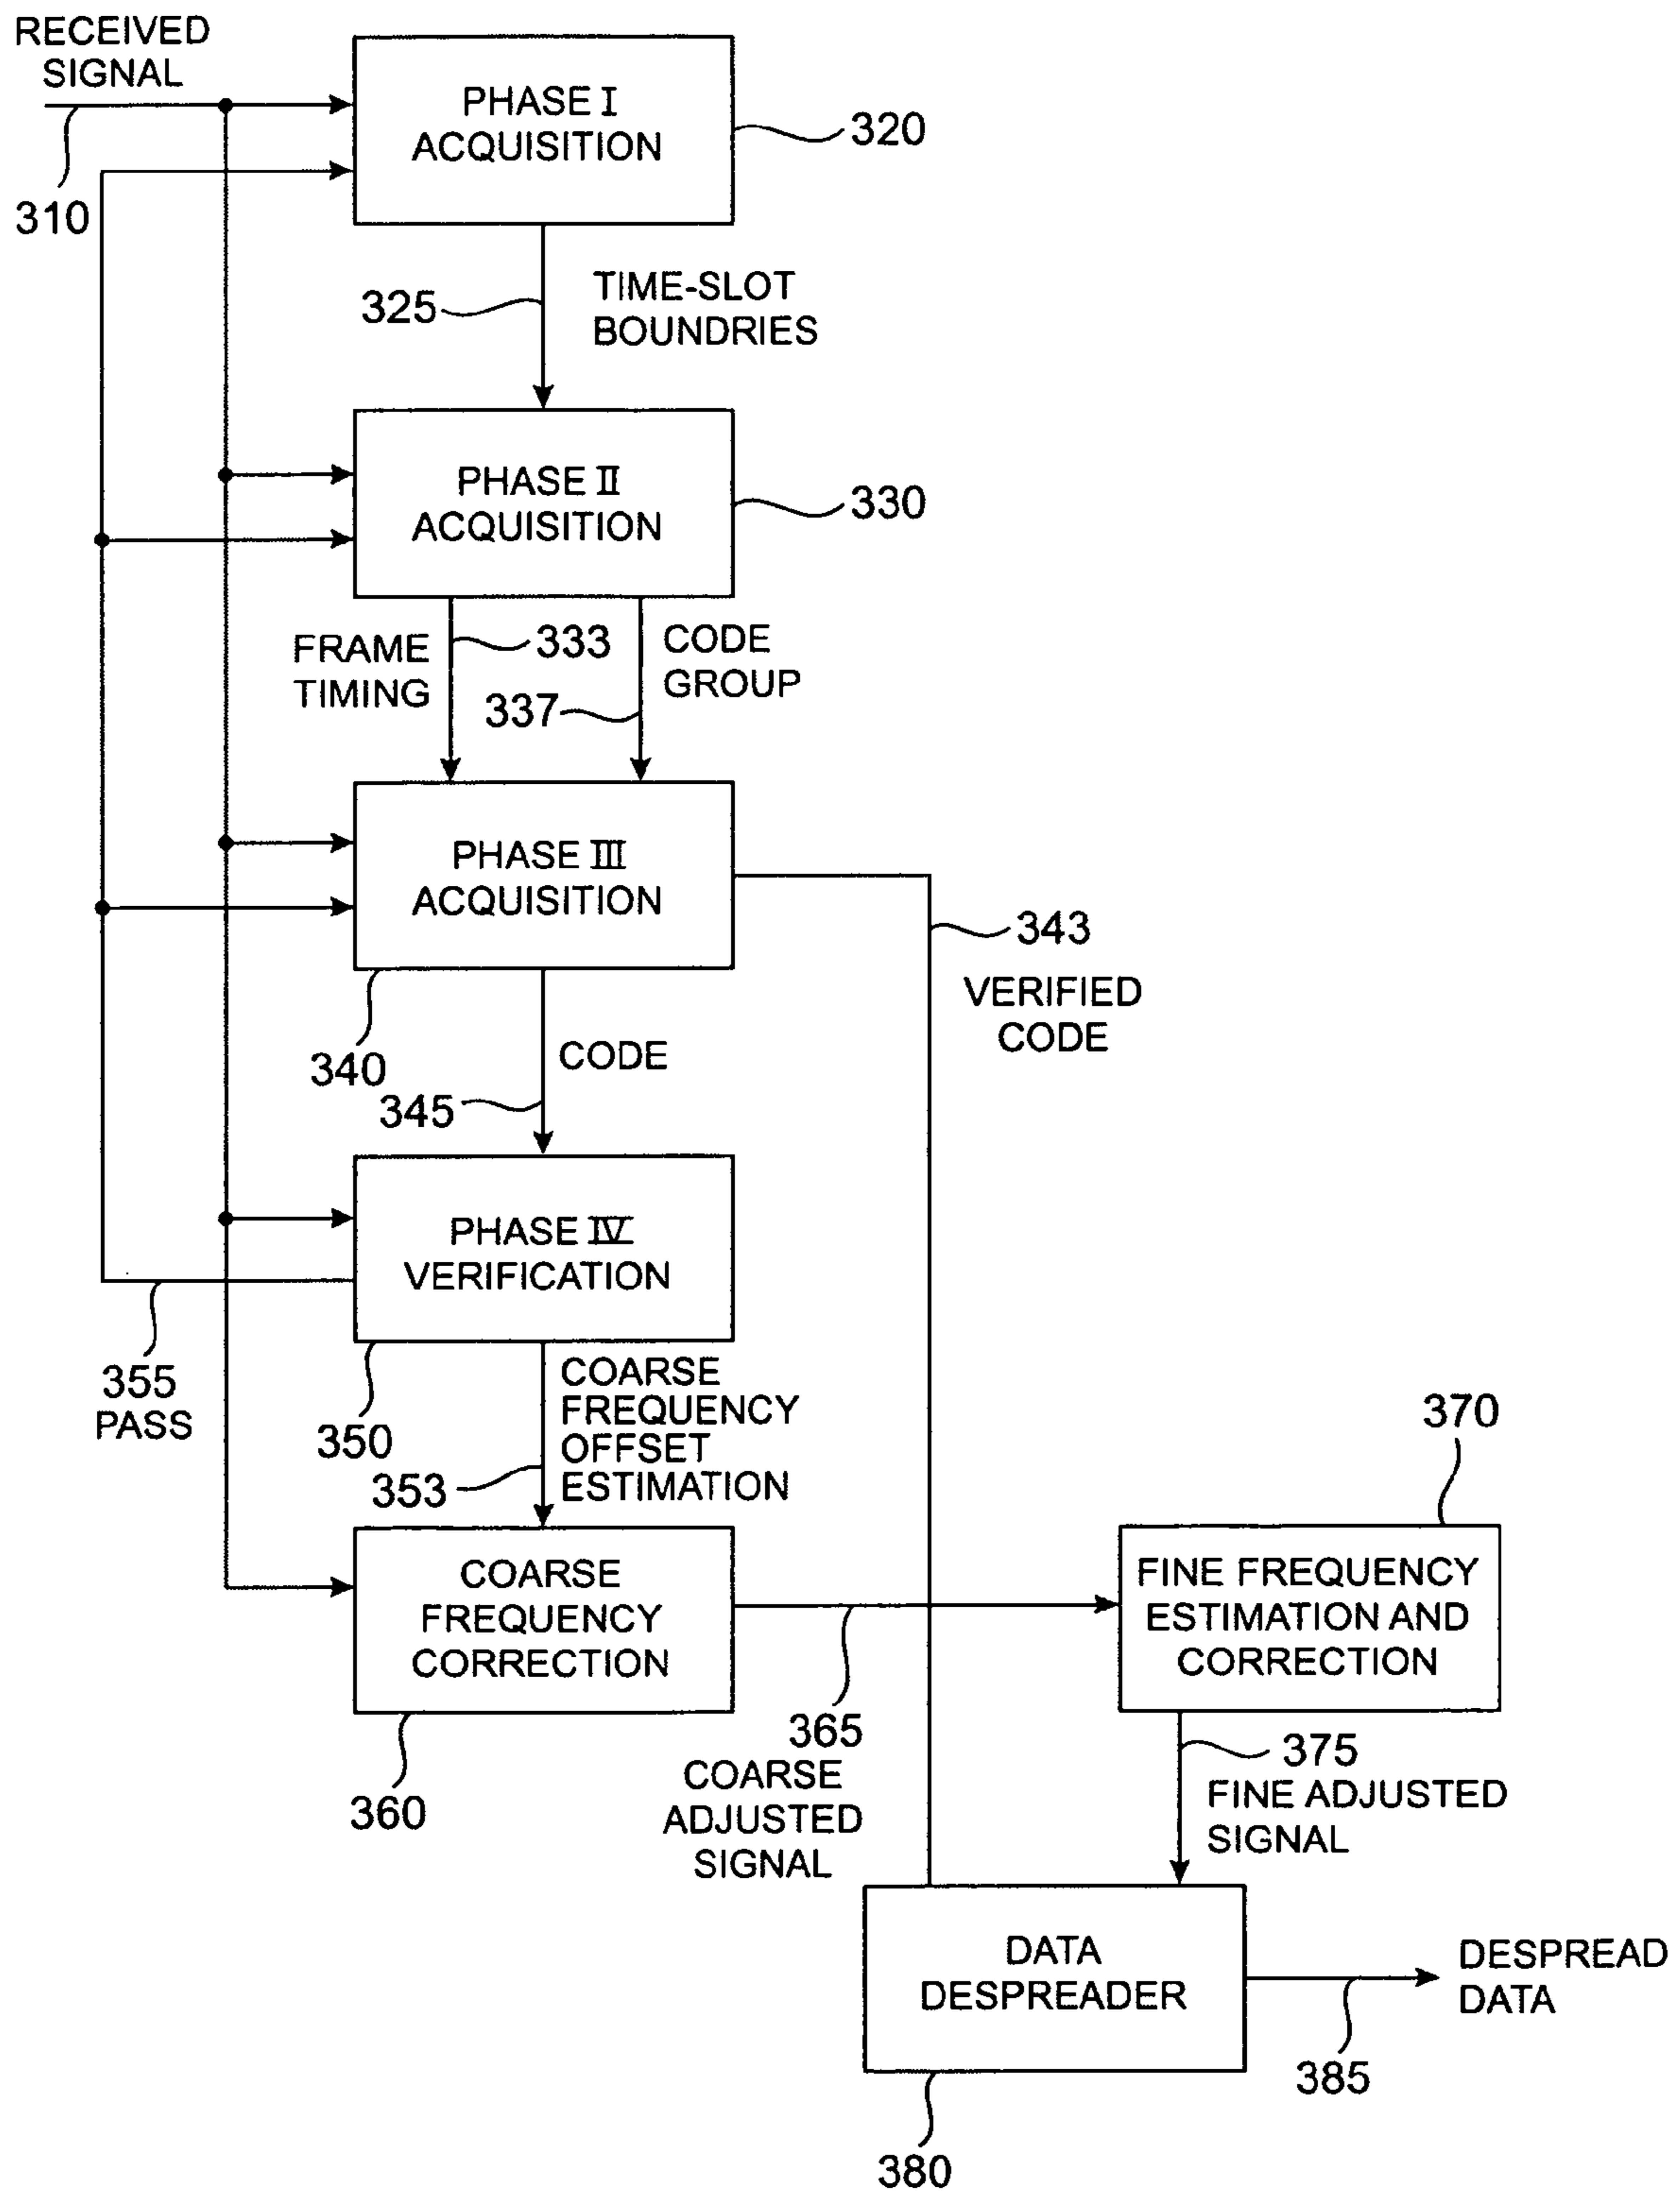 RECEIVED
SIGNAL
310
PHASE I
ACQUISITION
320
325
TIME-SLOT
BOUNDRIES
PHASE II
ACQUISITION
330
FRAME
TIMING
333
CODE
GROUP
337
PHASE III
ACQUISITION
340
343
VERIFIED
CODE
CODE
345
PHASE IV
VERIFICATION
355
PASS
350
COARSE
FREQUENCY
OFFSET
ESTIMATION
353
COARSE
FREQUENCY
CORRECTION
360
365
COARSE
ADJUSTED
SIGNAL
370
FINE FREQUENCY
ESTIMATION AND
CORRECTION
375
FINE ADJUSTED
SIGNAL
DATA
DESPREADER
380
DESPREAD
DATA
385